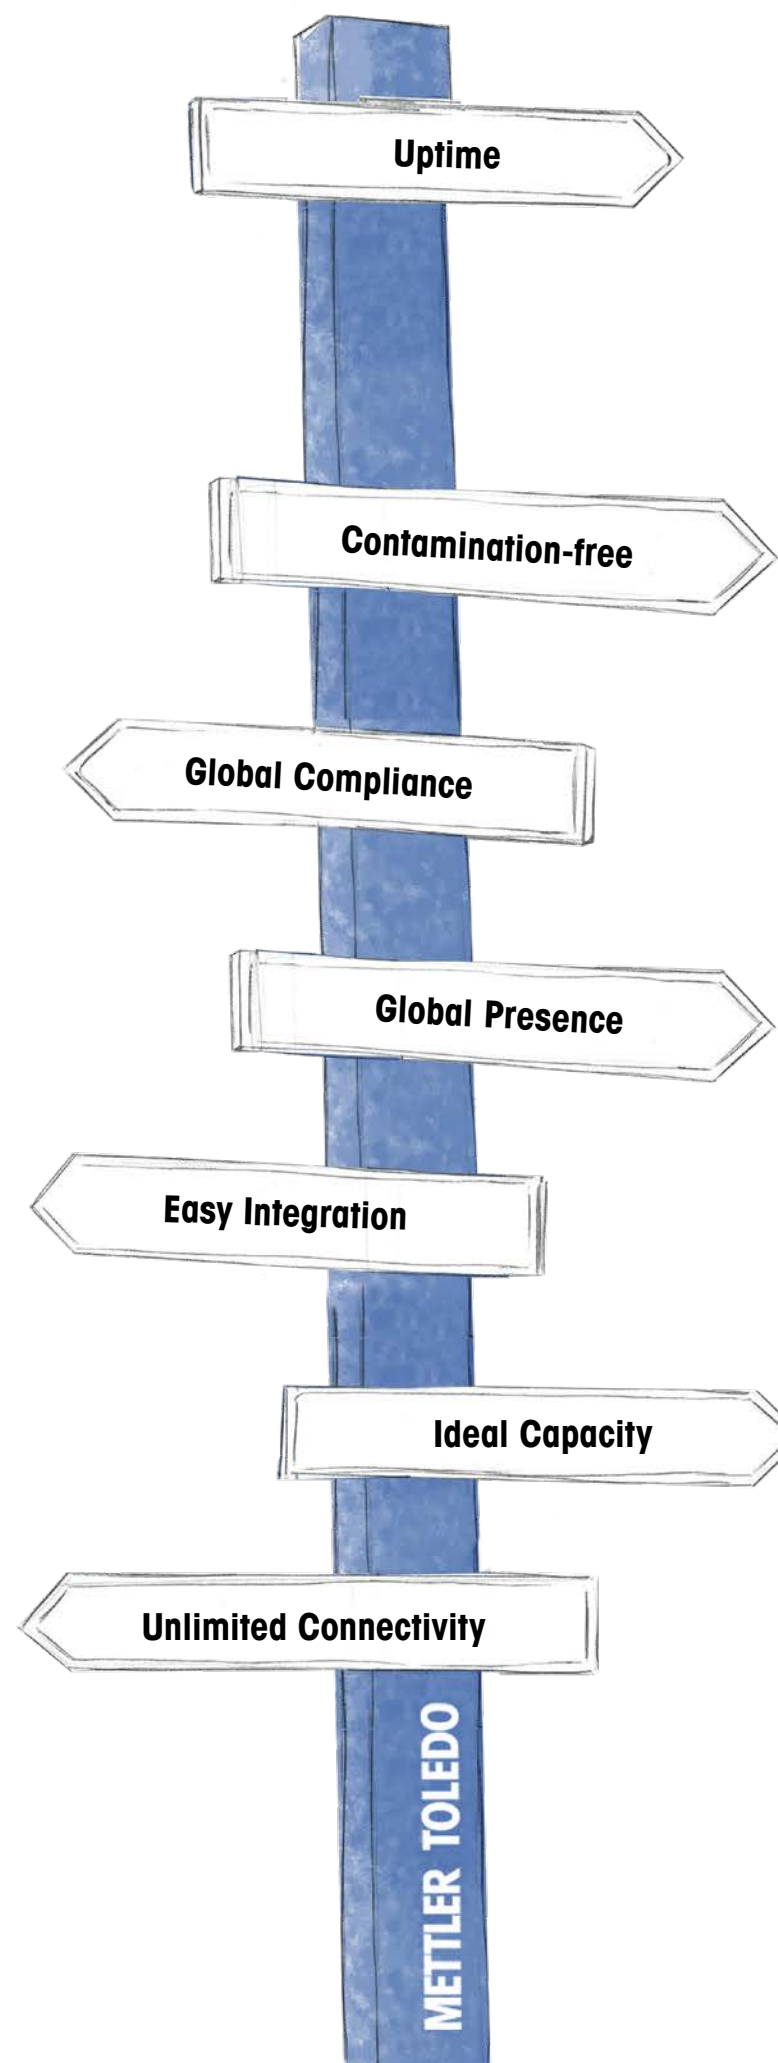 Uptime
Contamination-free
Global Compliance
Global Presence
Easy Integration
Ideal Capacity
Unlimited Connectivity
METTLER TOLEDO